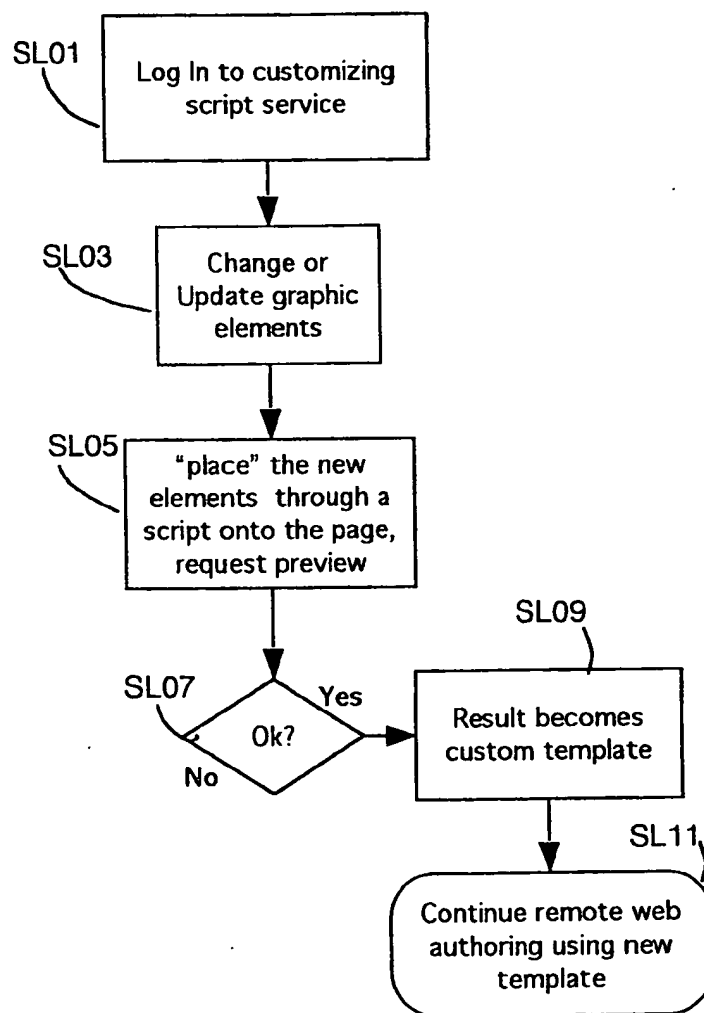 SL01
Log In to customizing
script service
SL03
Change or
Update graphic
elements
SL05
“place” the new
elements through a
script onto the page,
request preview
SL07
Ok?
Yes
No
SL09
Result becomes
custom template
SL11
Continue remote web
authoring using new
template